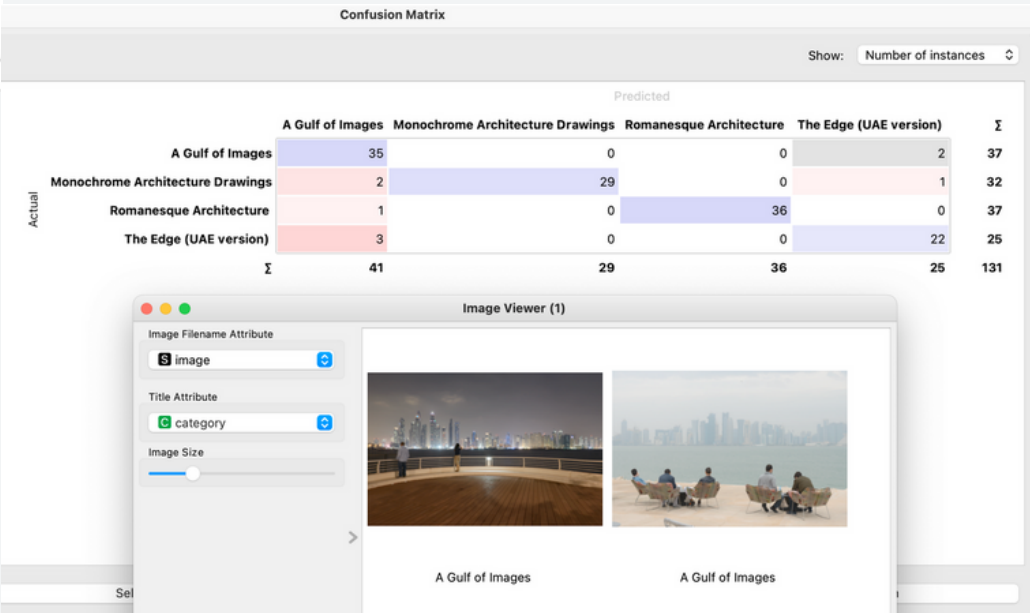 Confusion Matrix
Show: Number of instances
Predicted
A Gulf of Images Monochrome Architecture Drawings Romanesque Architecture The Edge (UAE version) Σ
Actual
A Gulf of Images 35 0 0 2 37
Monochrome Architecture Drawings 2 29 0 1 32
Romanesque Architecture 1 0 36 0 37
The Edge (UAE version) 3 0 0 22 25
Σ 41 29 36 25 131
Image Viewer (1)
Image Filename Attribute
S image
Title Attribute
C category
Image Size
A Gulf of Images A Gulf of Images
Sel